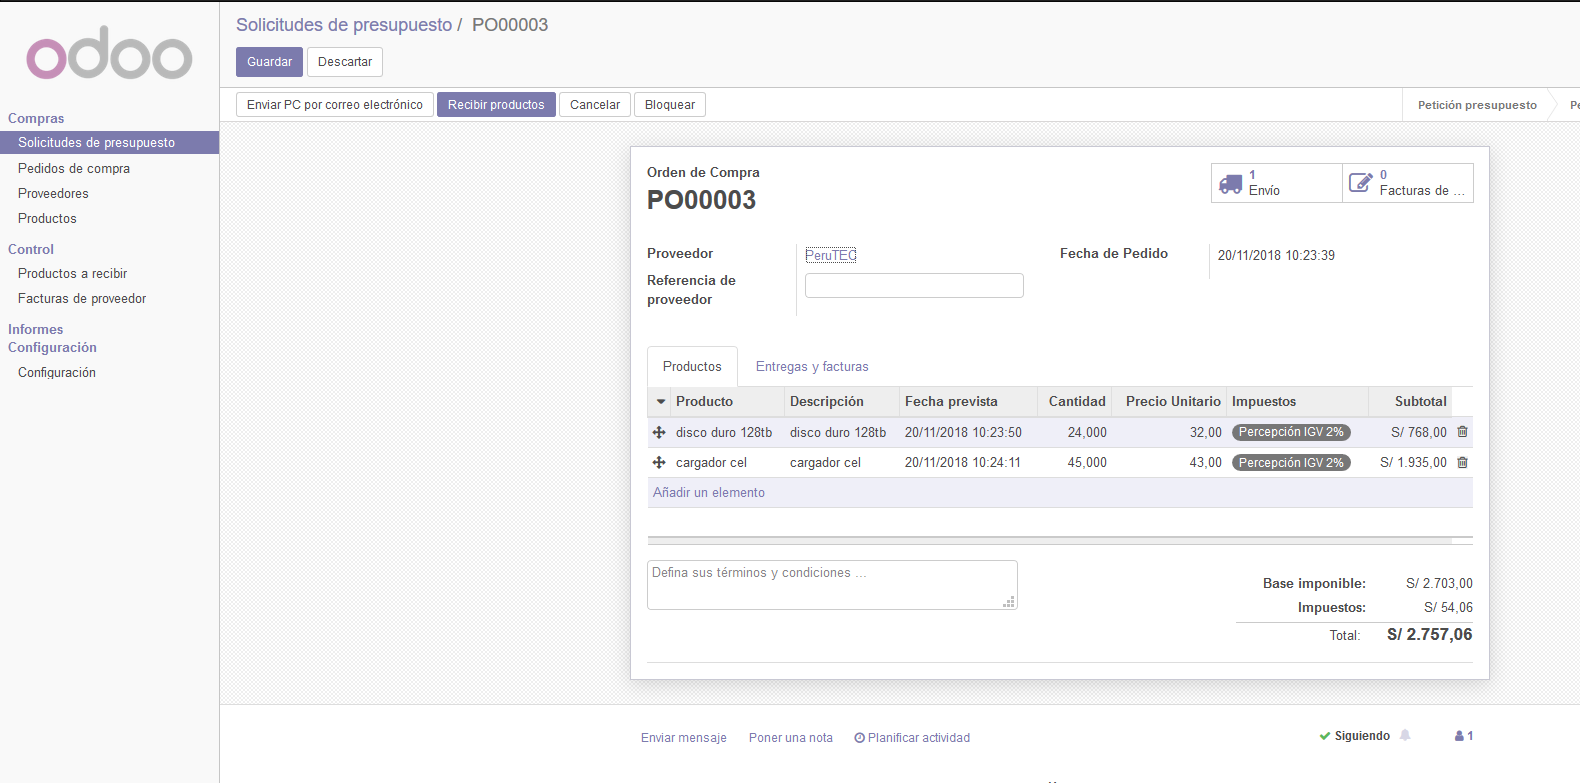 odoo
Solicitudes de presupuesto / PO00003
Guardar Descartar
Enviar PC por correo electrónico Recibir productos Cancelar Bloquear Petición presupuesto
Compras
Solicitudes de presupuesto
Pedidos de compra
Proveedores
Productos
Control
Productos a recibir
Facturas de proveedor
Informes
Configuración
Configuración
Orden de Compra
PO00003
1
Envío
0
Facturas de ...
Proveedor PeruTEC Fecha de Pedido 20/11/2018 10:23:39
Referencia de
proveedor
Productos Entregas y facturas
Producto Descripción Fecha prevista Cantidad Precio Unitario Impuestos Subtotal
disco duro 128tb disco duro 128tb 20/11/2018 10:23:50 24,000 32,00 Percepción IGV 2% S/ 768,00
cargador cel cargador cel 20/11/2018 10:24:11 45,000 43,00 Percepción IGV 2% S/ 1.935,00
Añadir un elemento
Defina sus términos y condiciones ...
Base imponible: S/ 2.703,00
Impuestos: S/ 54,06
Total: S/ 2.757,06
Enviar mensaje Poner una nota Planificar actividad Siguiendo 1